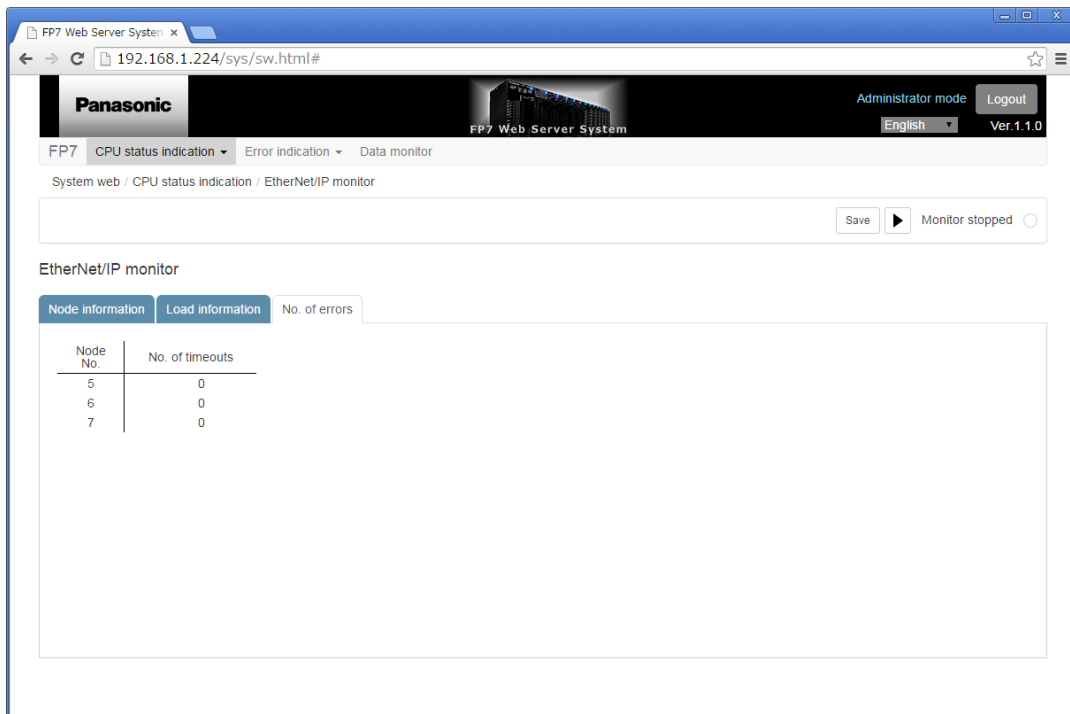 FP7 Web Server System
192.168.1.224/sys/sw.html#
Panasonic
FP7 Web Server System
Administrator mode
Logout
English
Ver.1.1.0
FP7 CPU status indication Error indication Data monitor
System web / CPU status indication / EtherNet/IP monitor
Save Monitor stopped
EtherNet/IP monitor
Node information Load information No. of errors
Node No. No. of timeouts
5 0
6 0
7 0